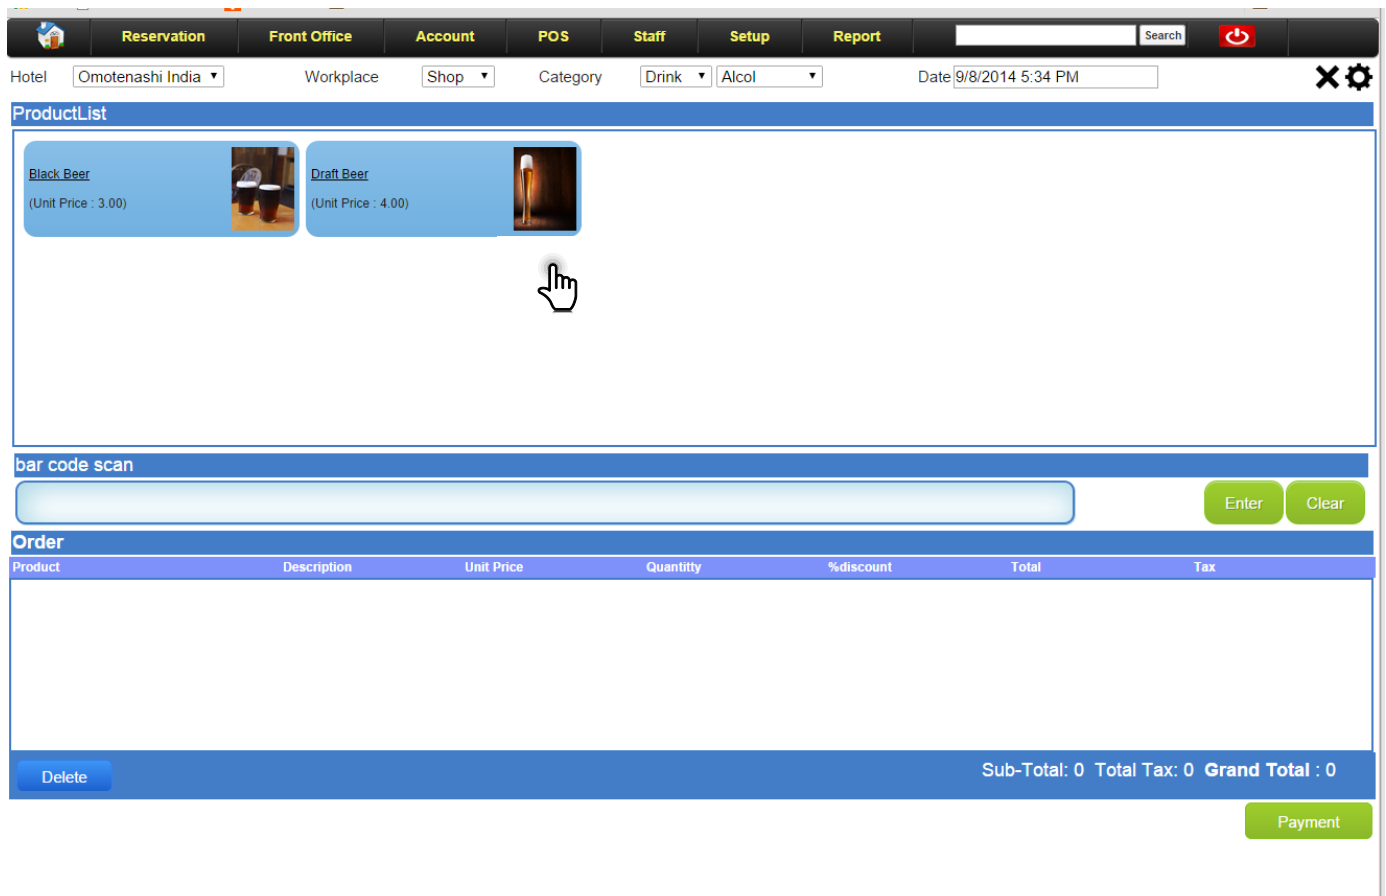 Reservation Front Office Account POS Staff Setup Report Search
Hotel Omotenashi India Workplace Shop Category Drink Alcol Date 9/8/2014 5:34 PM
ProductList
Black Beer
(Unit Price : 3.00)
Draft Beer
(Unit Price : 4.00)
bar code scan
Enter Clear
Order
Product Description Unit Price Quantitty %discount Total Tax
Delete Sub-Total: 0 Total Tax: 0 Grand Total : 0
Payment